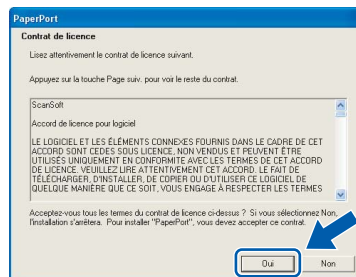 PaperPort
Contrat de licence
Lisez attentivement le contrat de licence suivant.
Appuyez sur la touche Page suiv. pour voir le reste du contrat.
ScanSoft
Accord de licence pour logiciel
LE LOGICIEL ET LES ÉLÉMENTS CONNEXES FOURNIS DANS LE CADRE DE CET
ACCORD SONT CEDES SOUS LICENCE, NON VENDUS ET PEUVENT ÊTRE
UTILISÉS UNIQUEMENT EN CONFORMITE AVEC LES TERMES DE CET ACCORD
DE LICENCE. VEUILLEZ LIRE ATTENTIVEMENT CET ACCORD. LE FAIT DE
TÉLÉCHARGER, D'INSTALLER, DE COPIER OU D'UTILISER CE LOGICIEL DE
QUELQUE MANIÈRE QUE CE SOIT, VOUS ENGAGE À RESPECTER LES TERMES
Acceptez-vous tous les termes du contrat de licence ci-dessus ? Si vous sélectionnez Non,
l'installation s'arrêtera. Pour installer "PaperPort", vous devez accepter ce contrat.
Oui
Non